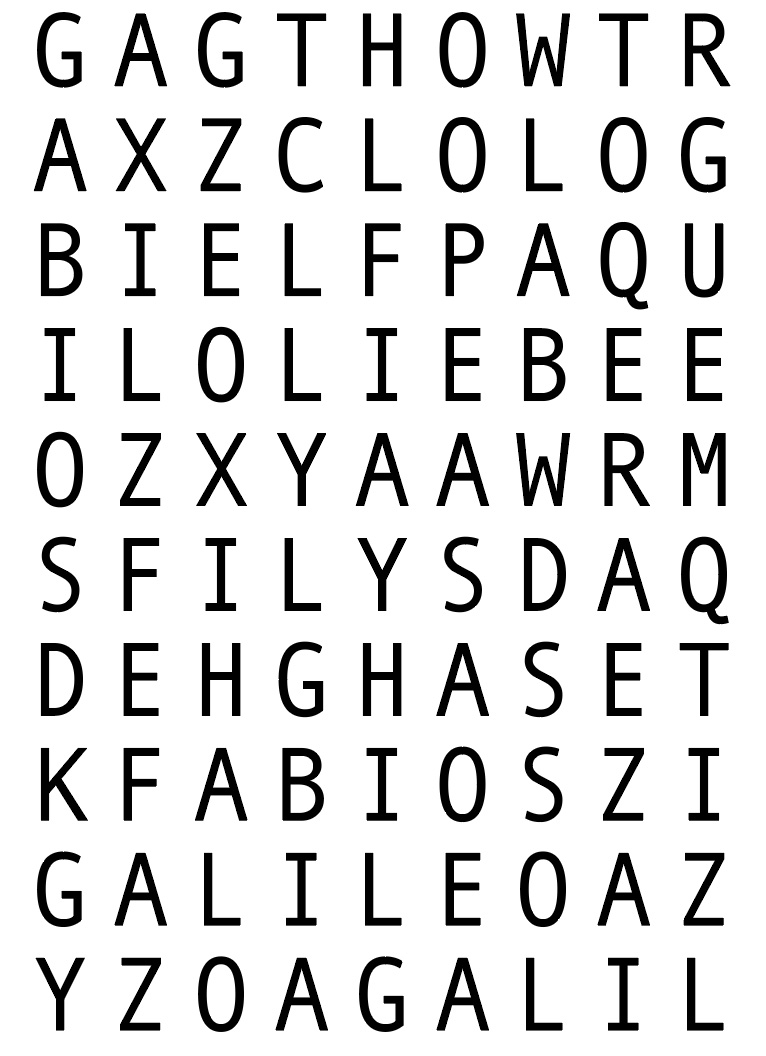 G A G T H O W T R
A X Z C L O L O G
B I E L F P A Q U
I L O L I E B E E
O Z X Y A A W R M
S F I L Y S D A Q
D E H G H A S E T
K F A B I O S Z I
G A L I L E O A Z
Y Z O A G A L I L